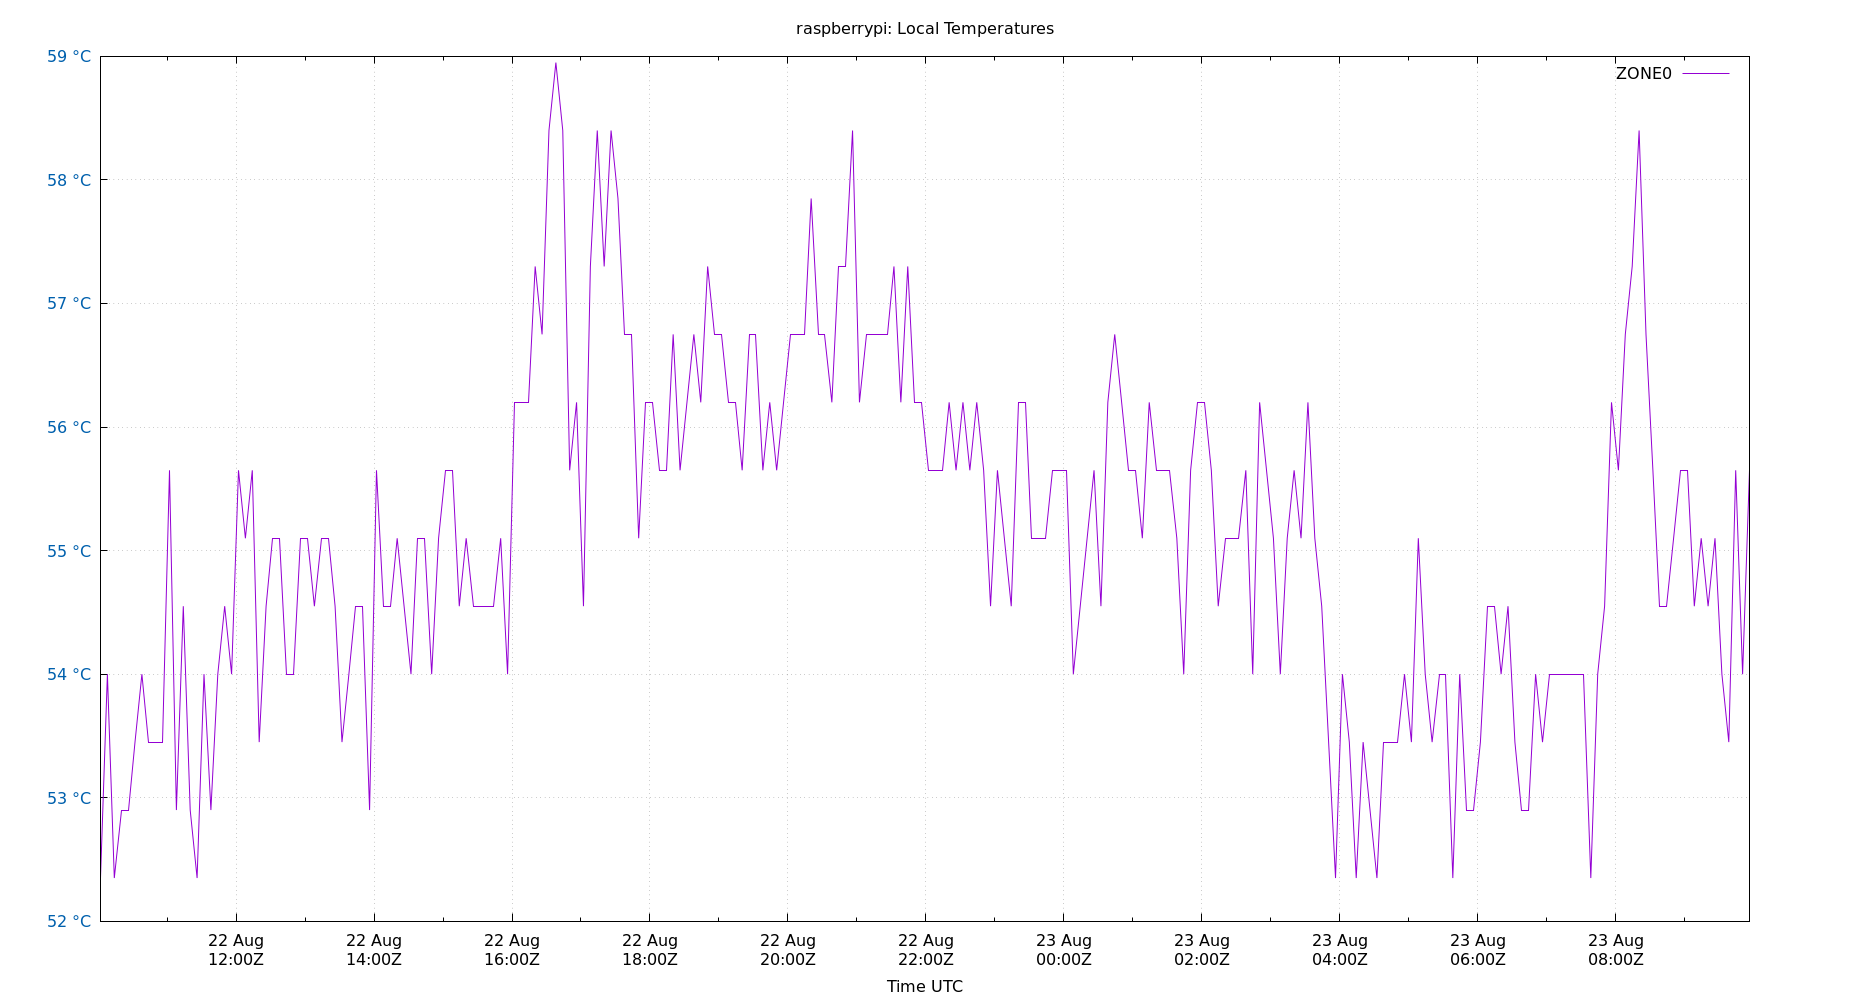 raspberrypi: Local Temperatures
ZONE0
59 °C
58 °C
57 °C
56 °C
55 °C
54 °C
53 °C
52 °C
22 Aug 22 Aug 22 Aug 22 Aug 22 Aug 22 Aug 23 Aug 23 Aug 23 Aug 23 Aug 23 Aug
12:00Z 14:00Z 16:00Z 18:00Z 20:00Z 22:00Z 00:00Z 02:00Z 04:00Z 06:00Z 08:00Z
Time UTC